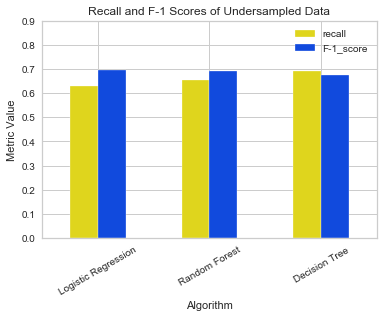 Recall and F-1 Scores of Undersampled Data
recall
F-1_score
Metric Value
0.9
0.8
0.7
0.6
0.5
0.4
0.3
0.2
0.1
0.0
Logistic Regression
Random Forest
Decision Tree
Algorithm